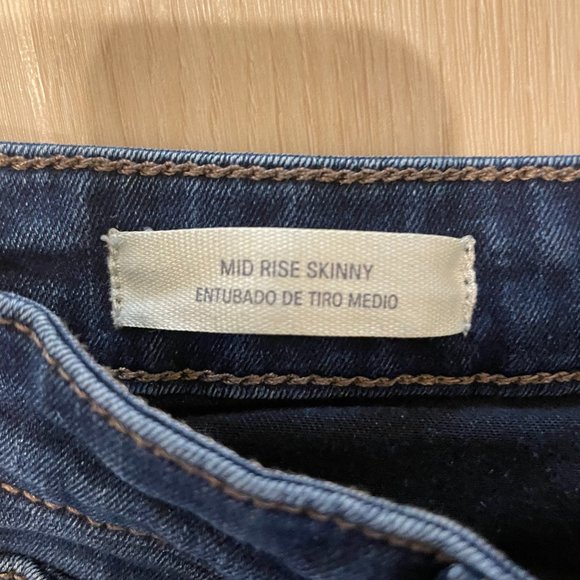 MID RISE SKINNY
ENTUBADO DE TIRO MEDIO